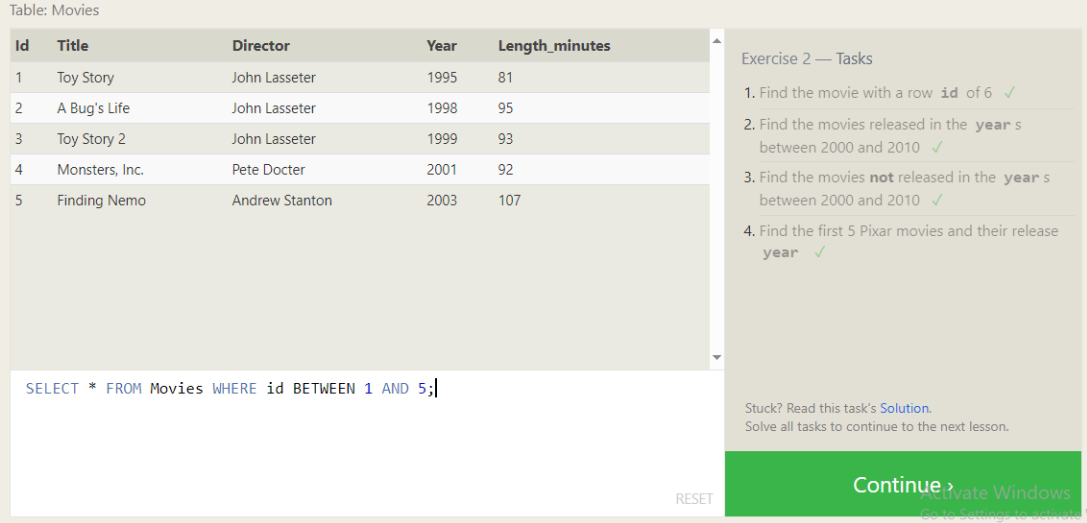 Table: Movies
Id Title Director Year Length_minutes
1 Toy Story John Lasseter 1995 81
2 A Bug's Life John Lasseter 1998 95
3 Toy Story 2 John Lasseter 1999 93
4 Monsters, Inc. Pete Docter 2001 92
5 Finding Nemo Andrew Stanton 2003 107
SELECT * FROM Movies WHERE id BETWEEN 1 AND 5;
RESET
Exercise 2 — Tasks
1. Find the movie with a row id of 6 ✓
2. Find the movies released in the year s
between 2000 and 2010 ✓
3. Find the movies not released in the year s
between 2000 and 2010 ✓
4. Find the first 5 Pixar movies and their release
year ✓
Stuck? Read this task's Solution.
Solve all tasks to continue to the next lesson.
Continue ›
Activate Windows
Go to Settings to activate